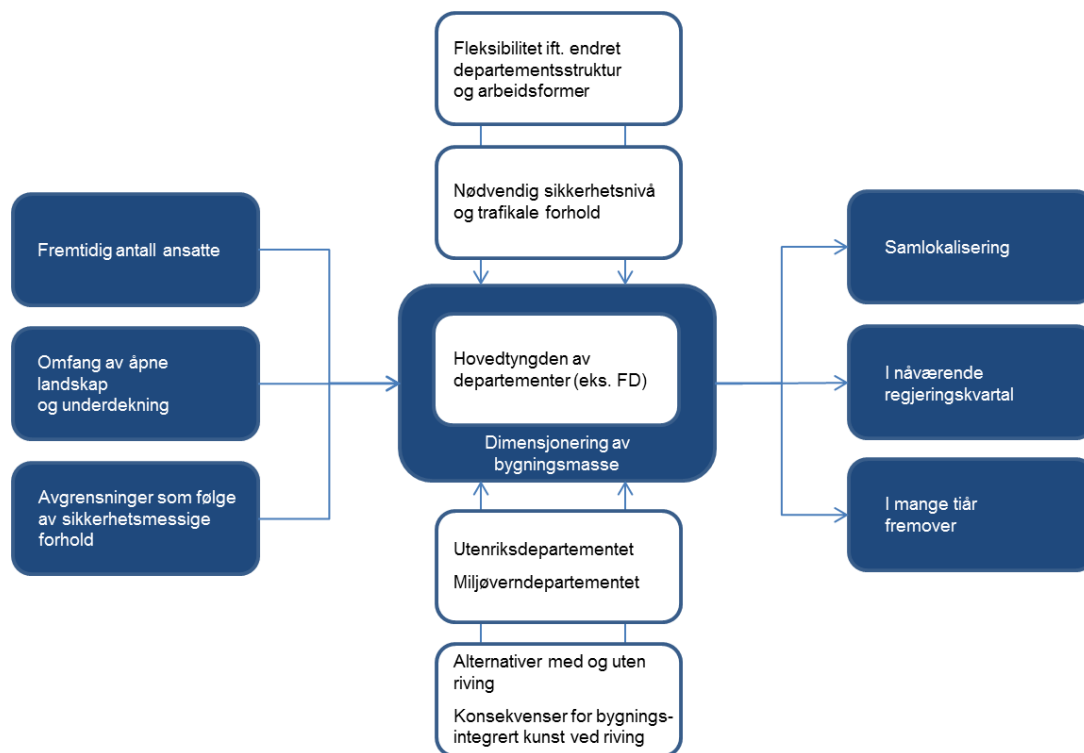 Fleksibilitet ift. endret
departementsstruktur
og arbeidsformer
Nødvendig sikkerhetsnivå
og trafikale forhold
Fremtidig antall ansatte
Omfang av åpne
landskap
og underdekning
Avgrensninger som følge
av sikkerhetsmessige
forhold
Hovedtyngden av
departementer (eks. FD)
Dimensjonering av
bygningsmasse
Samlokalisering
I nåværende
regjeringskvartal
I mange tiår
fremover
Utenriksdepartementet
Miljøverndepartementet
Alternativer med og uten
riving
Konsekvenser for bygnings-
integrert kunst ved riving